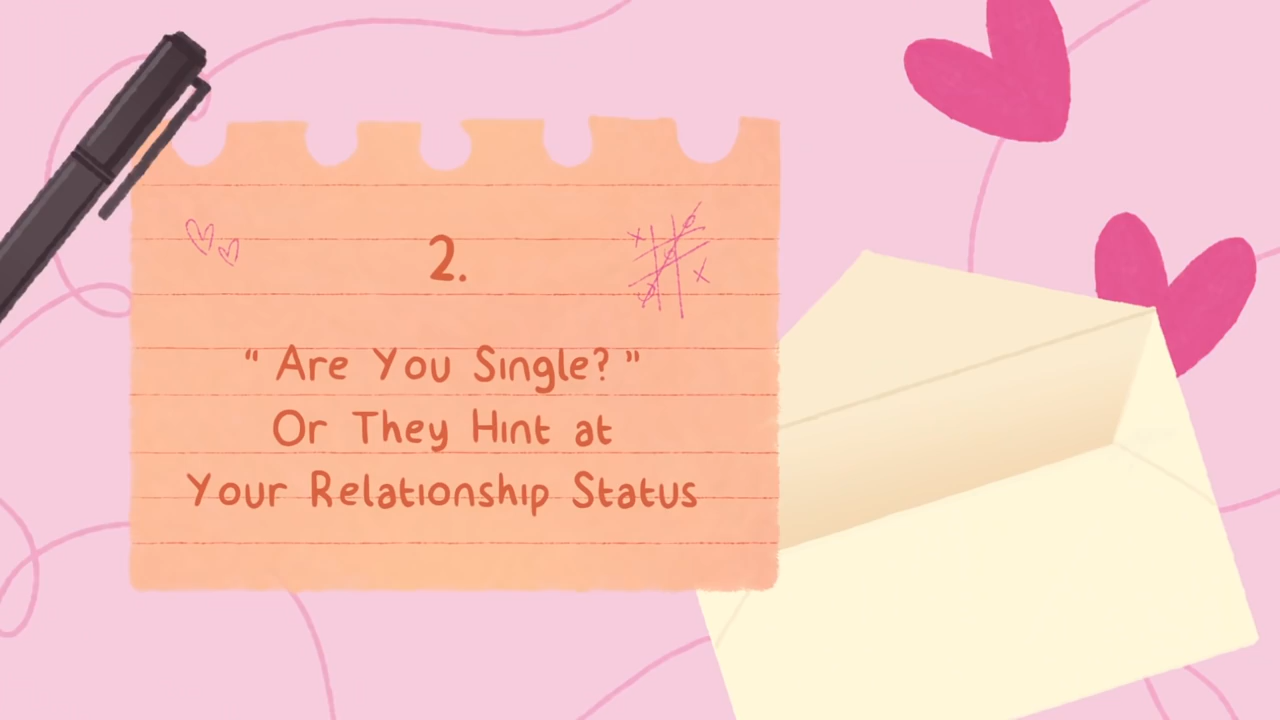 2.
“ Are You Single? ”
Or They Hint at
Your Relationship Status